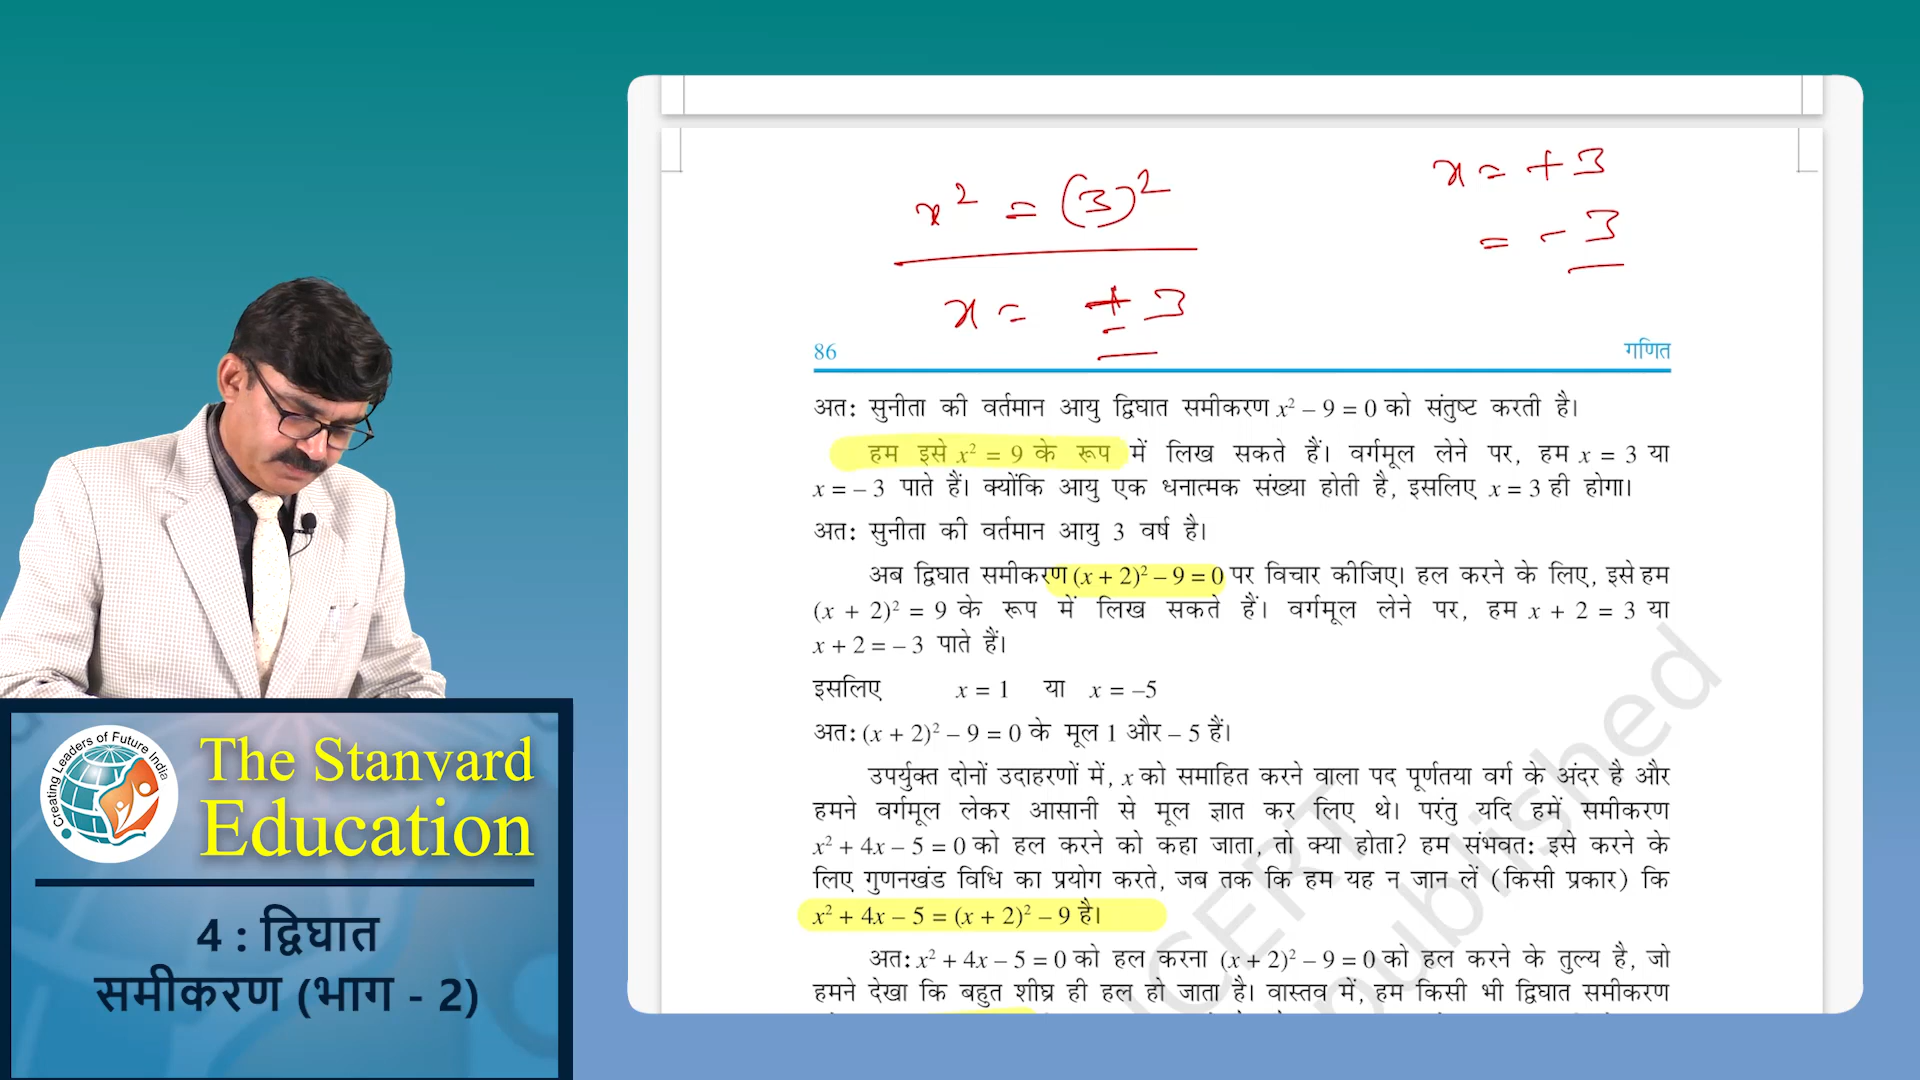 x² = (3)²
x = ± 3
x = + 3
= - 3
86
गणित
अतः सुनीता की वर्तमान आयु द्विघात समीकरण x² – 9 = 0 को संतुष्ट करती है।
हम इसे x² = 9 के रूप में लिख सकते हैं। वर्गमूल लेने पर, हम x = 3 या
x = – 3 पाते हैं। क्योंकि आयु एक धनात्मक संख्या होती है, इसलिए x = 3 ही होगा।
अतः सुनीता की वर्तमान आयु 3 वर्ष है।
अब द्विघात समीकरण (x + 2)² – 9 = 0 पर विचार कीजिए। हल करने के लिए, इसे हम
(x + 2)² = 9 के रूप में लिख सकते हैं। वर्गमूल लेने पर, हम x + 2 = 3 या
x + 2 = – 3 पाते हैं।
इसलिए x = 1 या x = –5
अतः (x + 2)² – 9 = 0 के मूल 1 और – 5 हैं।
उपर्युक्त दोनों उदाहरणों में, x को समाहित करने वाला पद पूर्णतया वर्ग के अंदर है और
हमने वर्गमूल लेकर आसानी से मूल ज्ञात कर लिए थे। परंतु यदि हमें समीकरण
x² + 4x – 5 = 0 को हल करने को कहा जाता, तो क्या होता? हम संभवतः इसे करने के
लिए गुणनखंड विधि का प्रयोग करते, जब तक कि हम यह न जान लें (किसी प्रकार) कि
x² + 4x – 5 = (x + 2)² – 9 है।
अतः x² + 4x – 5 = 0 को हल करना (x + 2)² – 9 = 0 को हल करने के तुल्य है, जो
हमने देखा कि बहुत शीघ्र ही हल हो जाता है। वास्तव में, हम किसी भी द्विघात समीकरण
NCERT
published
Creating Leaders of Future India
The Stanvard
Education
4 : द्विघात
समीकरण (भाग - 2)